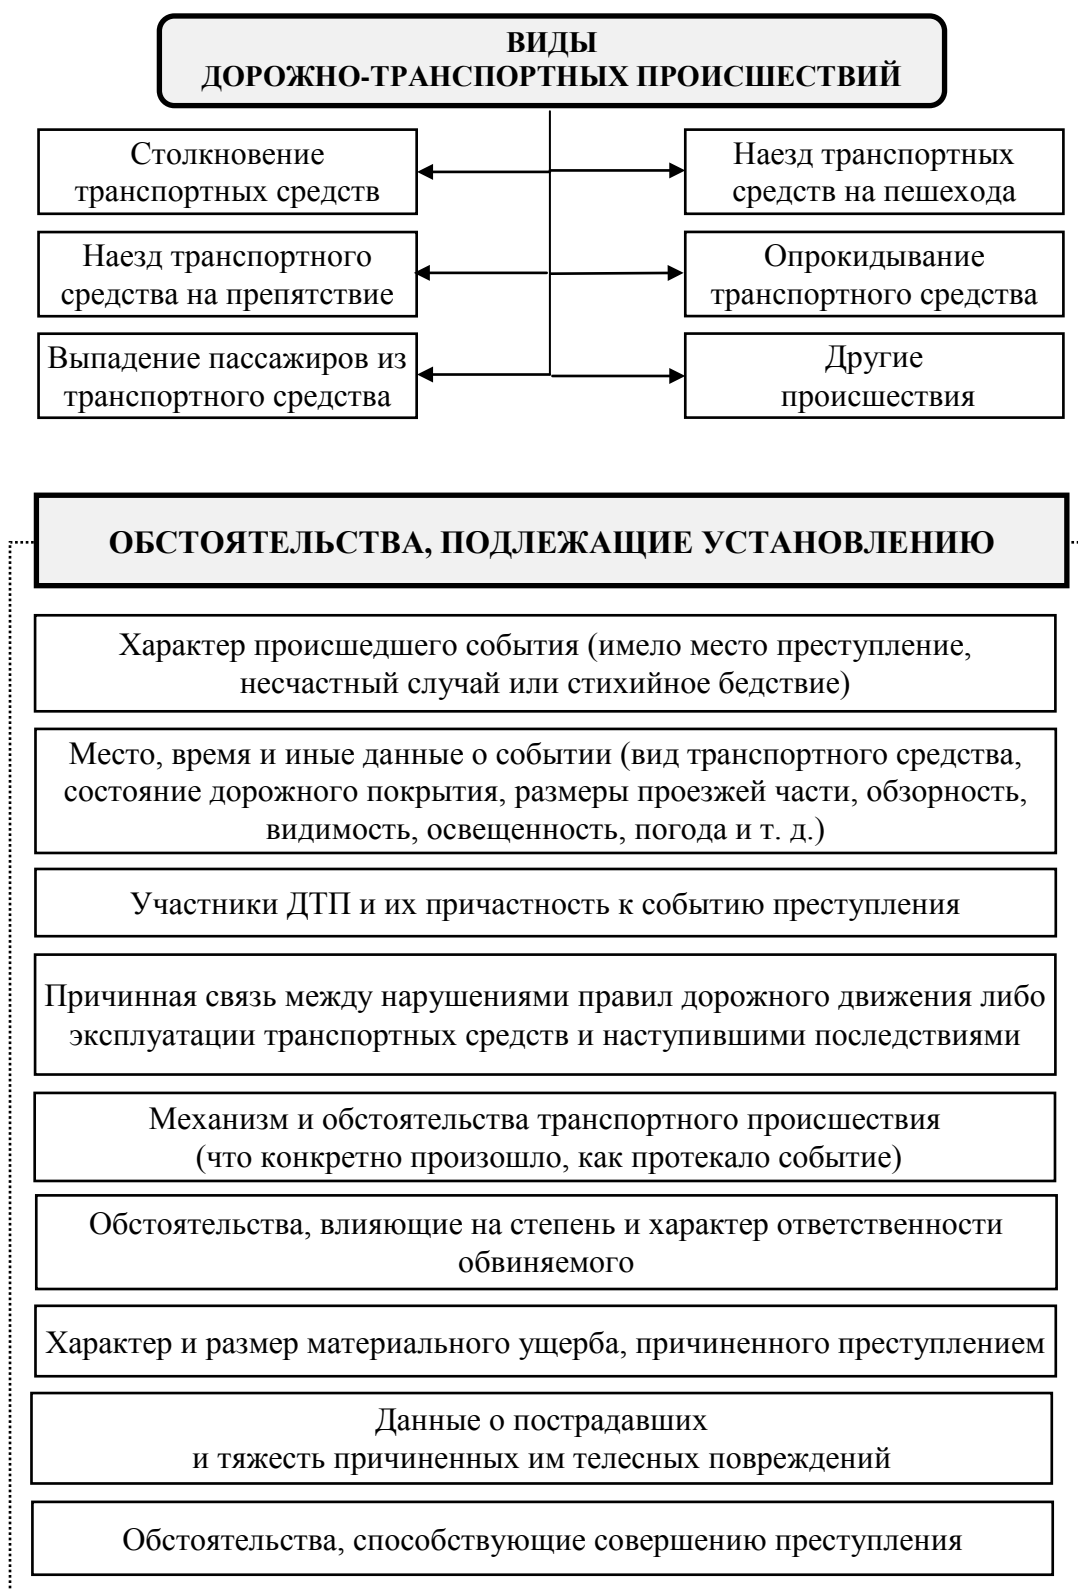 ВИДЫ
ДОРОЖНО-ТРАНСПОРТНЫХ ПРОИСШЕСТВИЙ
Столкновение
транспортных средств
Наезд транспортных
средств на пешехода
Наезд транспортного
средства на препятствие
Опрокидывание
транспортного средства
Выпадение пассажиров из
транспортного средства
Другие
происшествия
ОБСТОЯТЕЛЬСТВА, ПОДЛЕЖАЩИЕ УСТАНОВЛЕНИЮ
Характер происшедшего события (имело место преступление,
несчастный случай или стихийное бедствие)
Место, время и иные данные о событии (вид транспортного средства,
состояние дорожного покрытия, размеры проезжей части, обзорность,
видимость, освещенность, погода и т. д.)
Участники ДТП и их причастность к событию преступления
Причинная связь между нарушениями правил дорожного движения либо
эксплуатации транспортных средств и наступившими последствиями
Механизм и обстоятельства транспортного происшествия
(что конкретно произошло, как протекало событие)
Обстоятельства, влияющие на степень и характер ответственности
обвиняемого
Характер и размер материального ущерба, причиненного преступлением
Данные о пострадавших
и тяжесть причиненных им телесных повреждений
Обстоятельства, способствующие совершению преступления